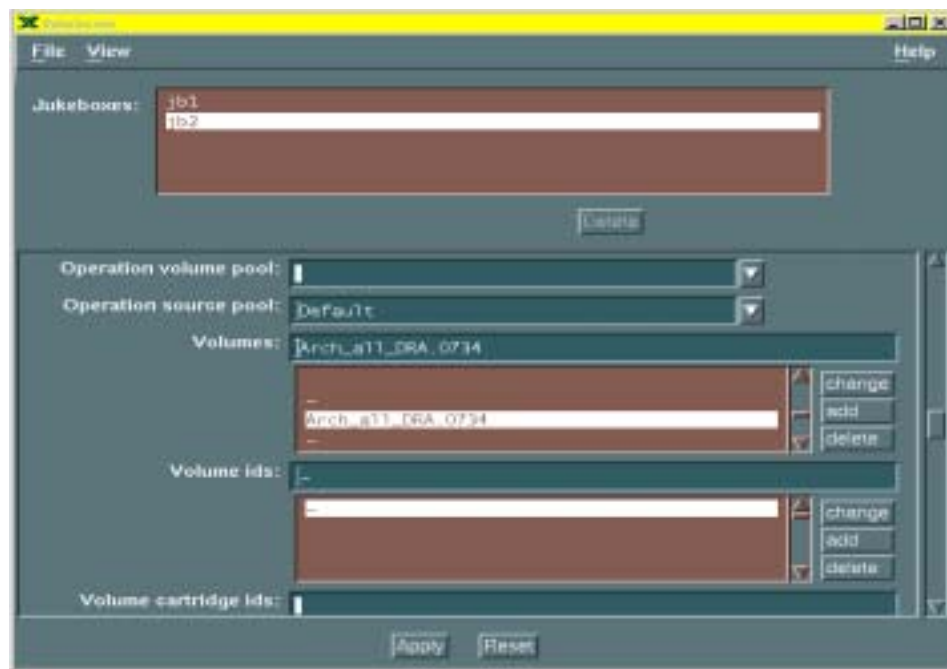 File View Help
Jukeboxes:
jb1
jb2
Delete
Operation volume pool:
Operation source pool: Default
Volumes: Arch_all_DRA.0734
-
Arch_all_DRA.0734
-
change
add
delete
Volume ids: -
-
change
add
delete
Volume cartridge ids:
Apply Reset